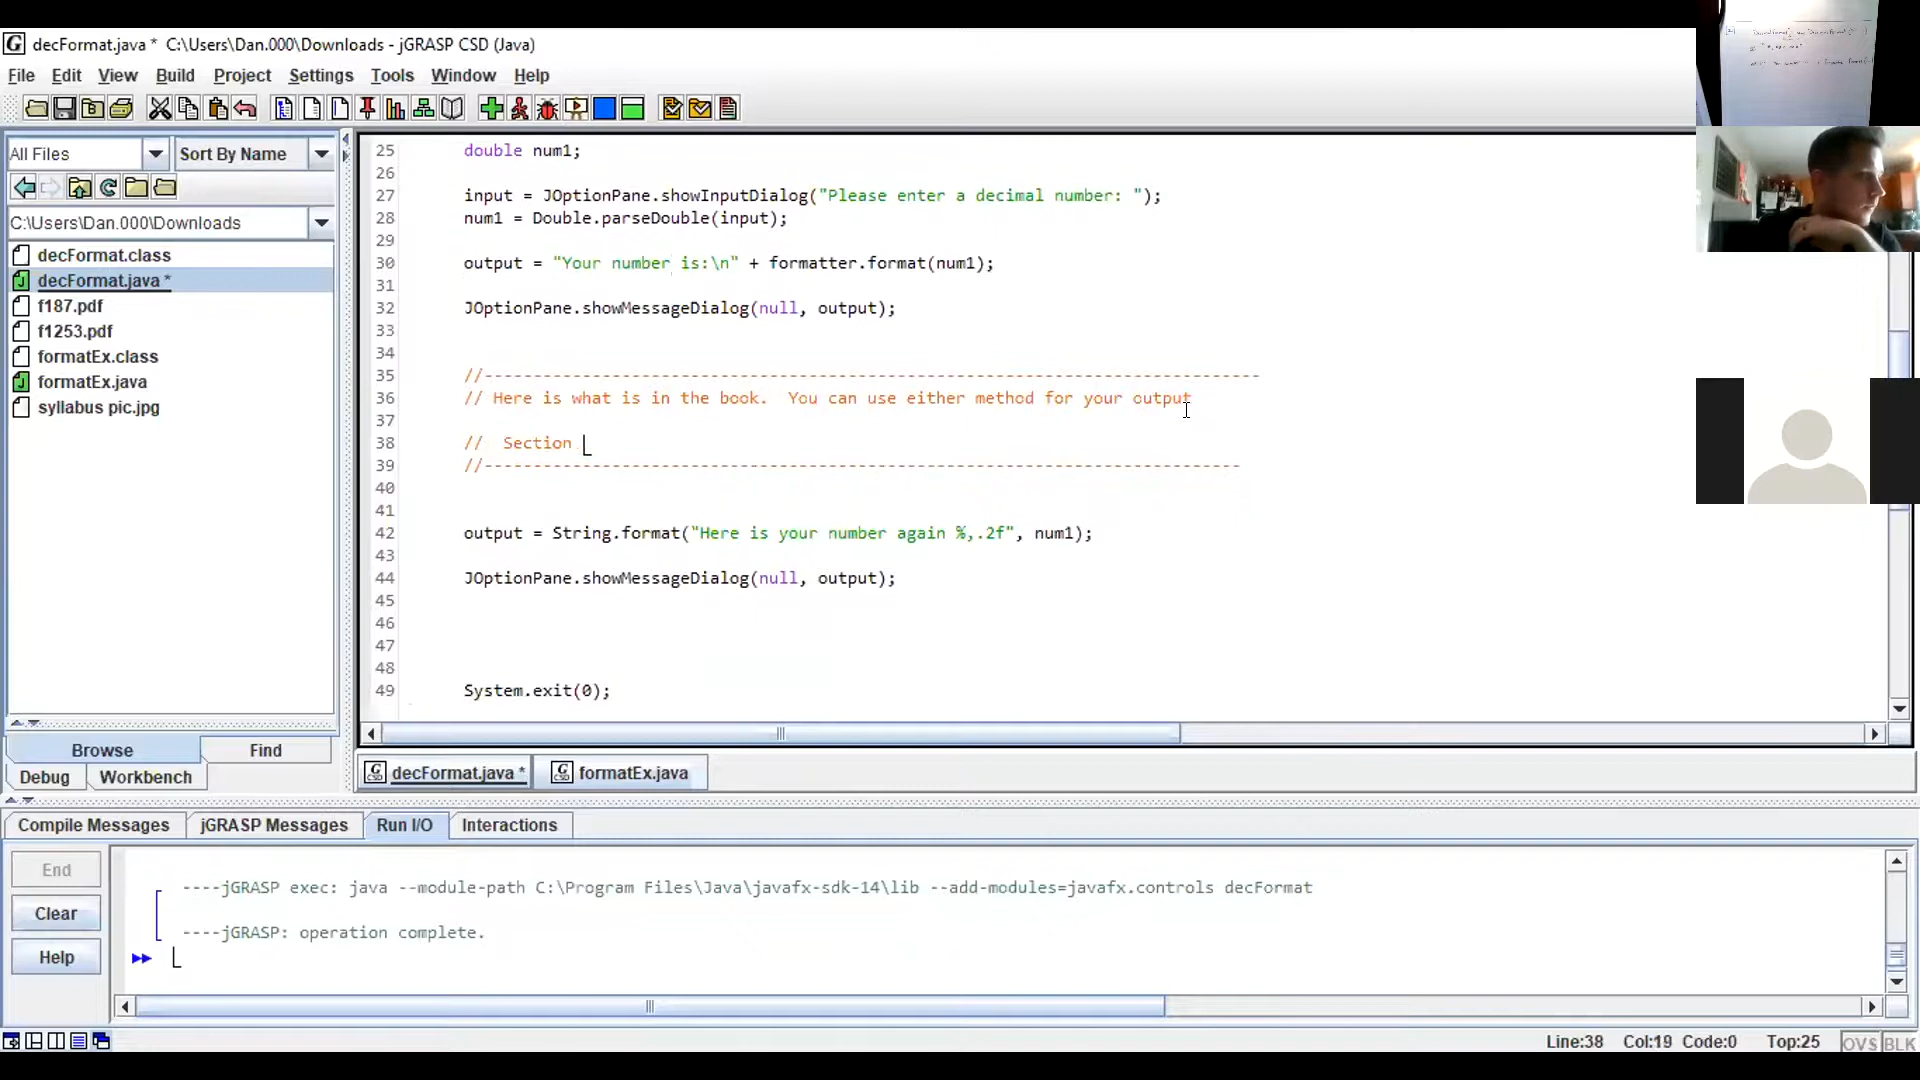 decFormat.java * C:\Users\Dan.000\Downloads - jGRASP CSD (Java)
File Edit View Build Project Settings Tools Window Help
All Files Sort By Name
C:\Users\Dan.000\Downloads
decFormat.class
decFormat.java *
f187.pdf
f1253.pdf
formatEx.class
formatEx.java
syllabus pic.jpg
Browse Find
Debug Workbench
25 double num1;
26
27 input = JOptionPane.showInputDialog("Please enter a decimal number: ");
28 num1 = Double.parseDouble(input);
29
30 output = "Your number is:\n" + formatter.format(num1);
31
32 JOptionPane.showMessageDialog(null, output);
33
34
35 //-------------------------------------------------------------------------------
36 // Here is what is in the book.  You can use either method for your output
37
38 //  Section
39 //-----------------------------------------------------------------------------
40
41
42 output = String.format("Here is your number again %,.2f", num1);
43
44 JOptionPane.showMessageDialog(null, output);
45
46
47
48
49 System.exit(0);
decFormat.java * formatEx.java
Compile Messages jGRASP Messages Run I/O Interactions
End
Clear
Help
----jGRASP exec: java --module-path C:\Program Files\Java\javafx-sdk-14\lib --add-modules=javafx.controls decFormat
----jGRASP: operation complete.
Line:38 Col:19 Code:0 Top:25 OVS BLK